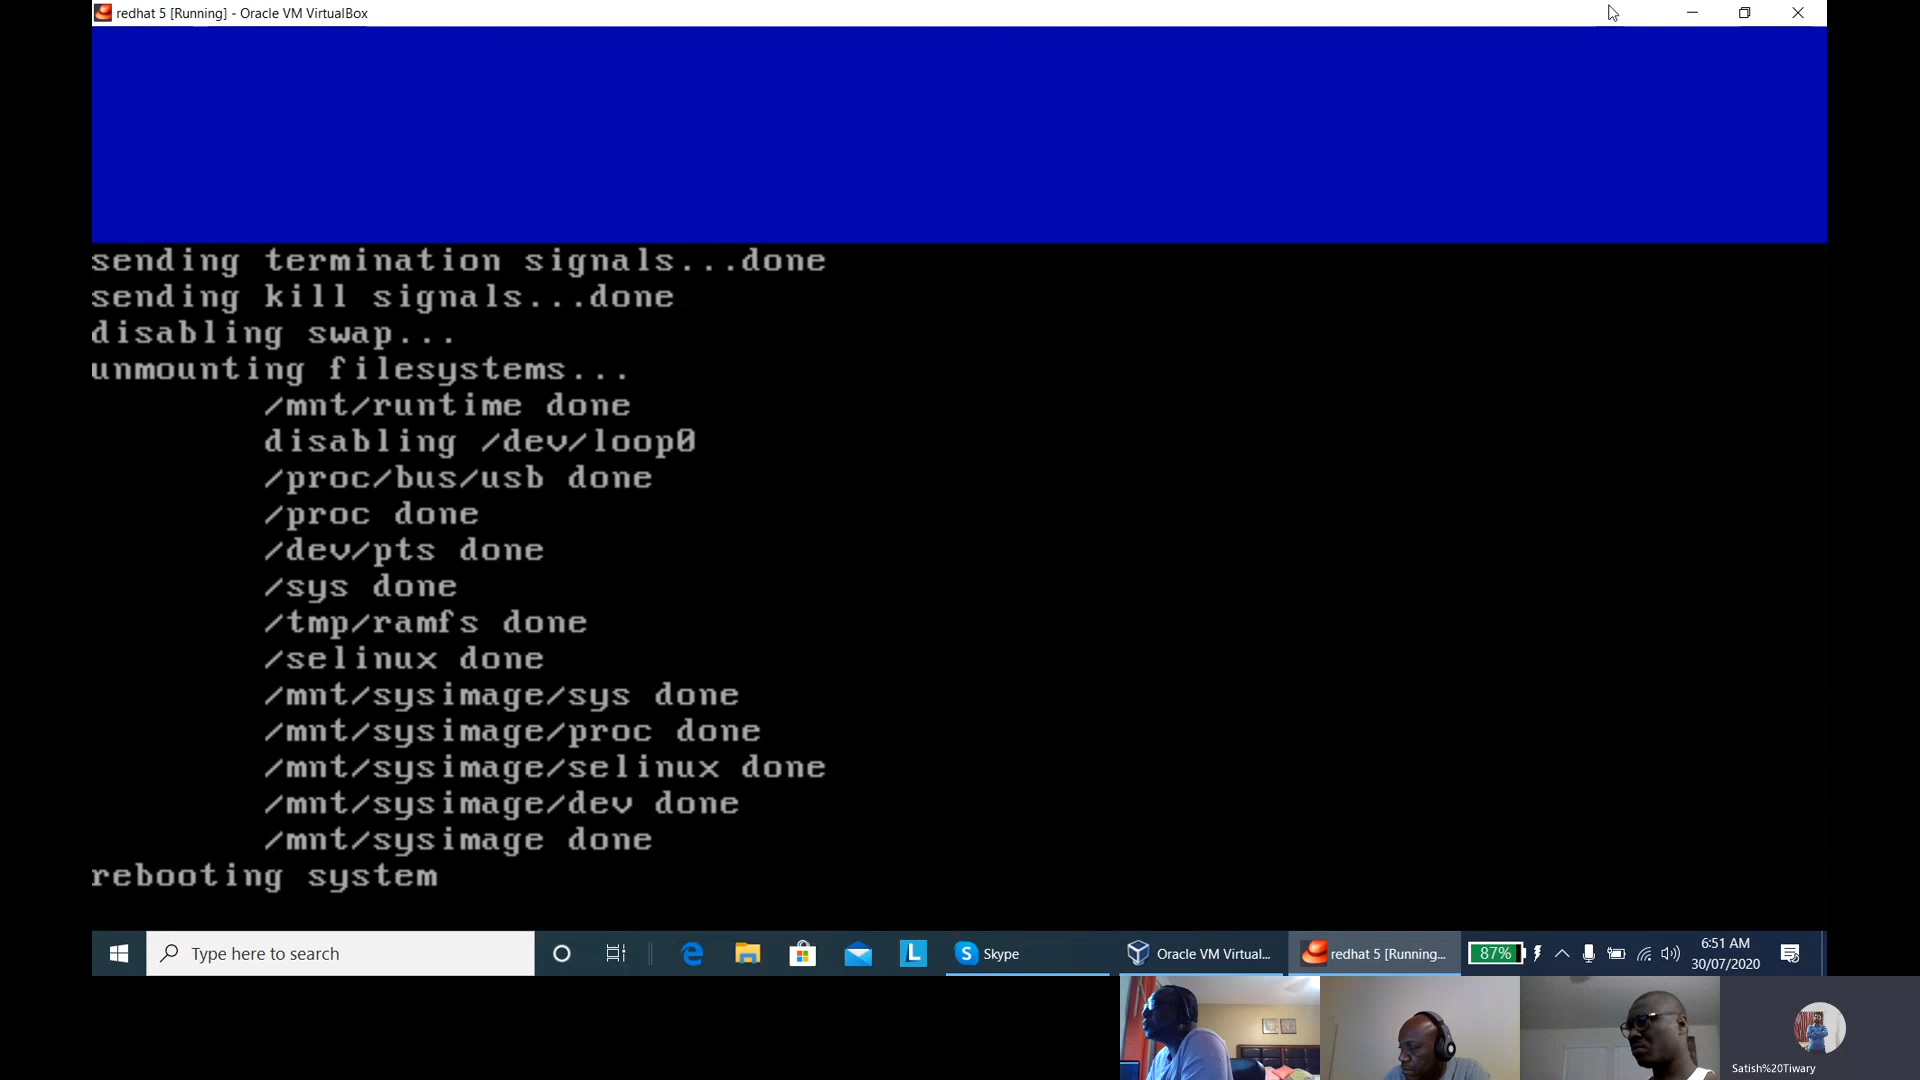 redhat 5 [Running] - Oracle VM VirtualBox
sending termination signals...done
sending kill signals...done
disabling swap...
unmounting filesystems...
/mnt/runtime done
disabling /dev/loop0
/proc/bus/usb done
/proc done
/dev/pts done
/sys done
/tmp/ramfs done
/selinux done
/mnt/sysimage/sys done
/mnt/sysimage/proc done
/mnt/sysimage/selinux done
/mnt/sysimage/dev done
/mnt/sysimage done
rebooting system
Type here to search
L
S Skype
Oracle VM Virtual...
redhat 5 [Running...
87%
6:51 AM
30/07/2020
Satish%20Tiwary